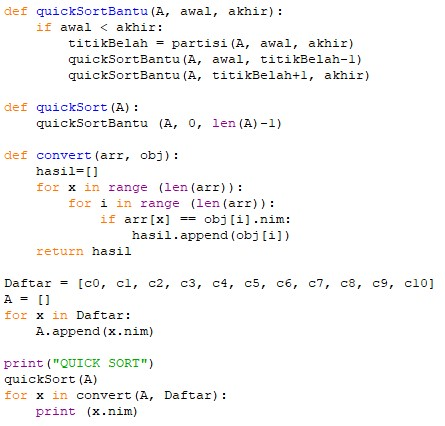 def quickSortBantu(A, awal, akhir):
    if awal < akhir:
        titikBelah = partisi(A, awal, akhir)
        quickSortBantu(A, awal, titikBelah-1)
        quickSortBantu(A, titikBelah+1, akhir)

def quickSort(A):
    quickSortBantu (A, 0, len(A)-1)

def convert(arr, obj):
    hasil=[]
    for x in range (len(arr)):
        for i in range (len(arr)):
            if arr[x] == obj[i].nim:
                hasil.append(obj[i])
    return hasil

Daftar = [c0, c1, c2, c3, c4, c5, c6, c7, c8, c9, c10]
A = []
for x in Daftar:
    A.append(x.nim)

print("QUICK SORT")
quickSort(A)
for x in convert(A, Daftar):
    print (x.nim)